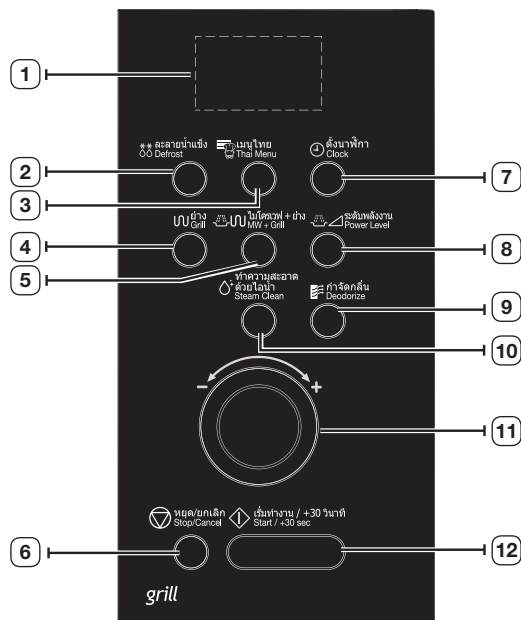 1
ละลายน้ำแข็ง
Defrost
เมนูไทย
Thai Menu
ตั้งนาฬิกา
Clock
2
3
7
ย่าง
Grill
ไมโครเวฟ + ย่าง
MW + Grill
ระดับพลังงาน
Power Level
4
5
8
ทำความสะอาด
ด้วยไอน้ำ
Steam Clean
กำจัดกลิ่น
Deodorize
9
10
- +
11
หยุด/ยกเลิก
Stop/Cancel
เริ่มทำงาน / +30 วินาที
Start / +30 sec
6
12
grill